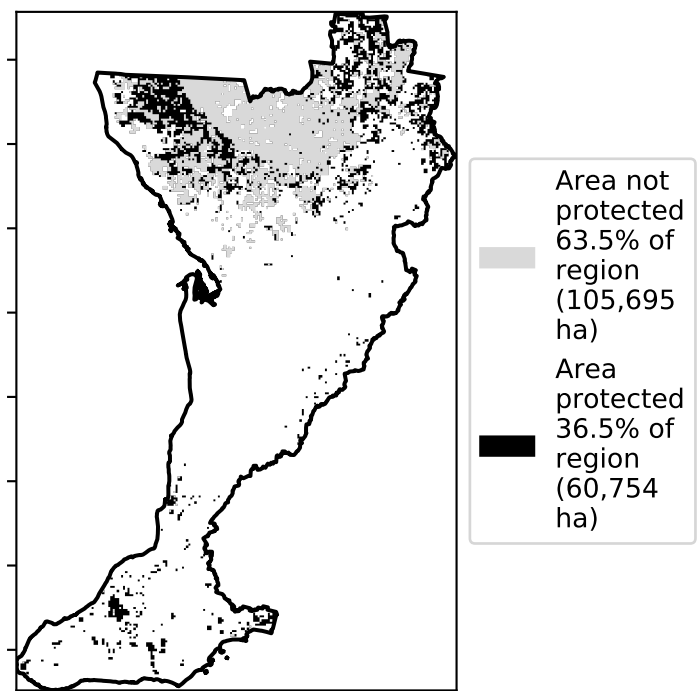 Area not
protected
63.5% of
region
(105,695
ha)
Area
protected
36.5% of
region
(60,754
ha)